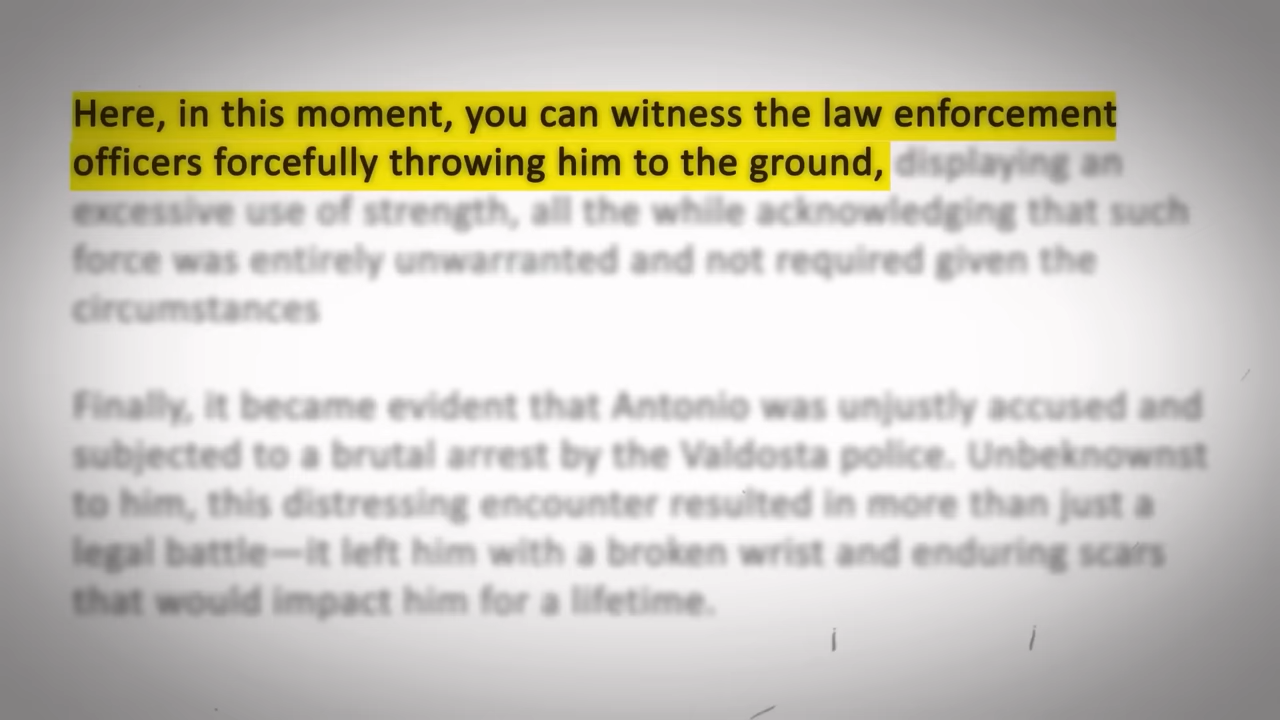 Here, in this moment, you can witness the law enforcement
officers forcefully throwing him to the ground, displaying an
excessive use of strength, all the while acknowledging that such
force was entirely unwarranted and not required given the
circumstances
Finally, it became evident that Antonio was unjustly accused and
subjected to a brutal arrest by the Valdosta police. Unbeknownst
to him, this distressing encounter resulted in more than just a
legal battle—it left him with a broken wrist and enduring scars
that would impact him for a lifetime.